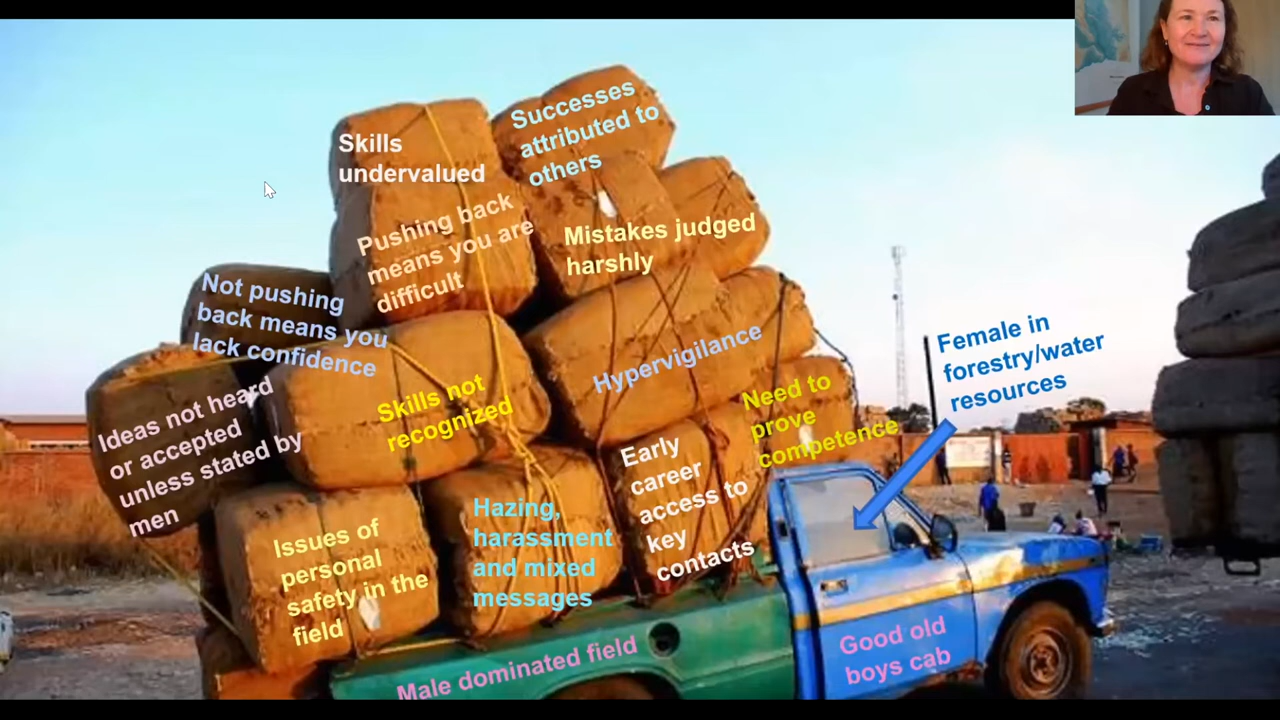 Skills
undervalued
Successes
attributed to
others
Pushing back
means you are
difficult
Mistakes judged
harshly
Not pushing
back means you
lack confidence
Hypervigilance
Ideas not heard
or accepted
unless stated by
men
Skills not
recognized
Need to
prove
competence
Female in
forestry/water
resources
Early
career
access to
key
contacts
Issues of
personal
safety in the
field
Hazing,
harassment
and mixed
messages
Male dominated field
Good old
boys cab